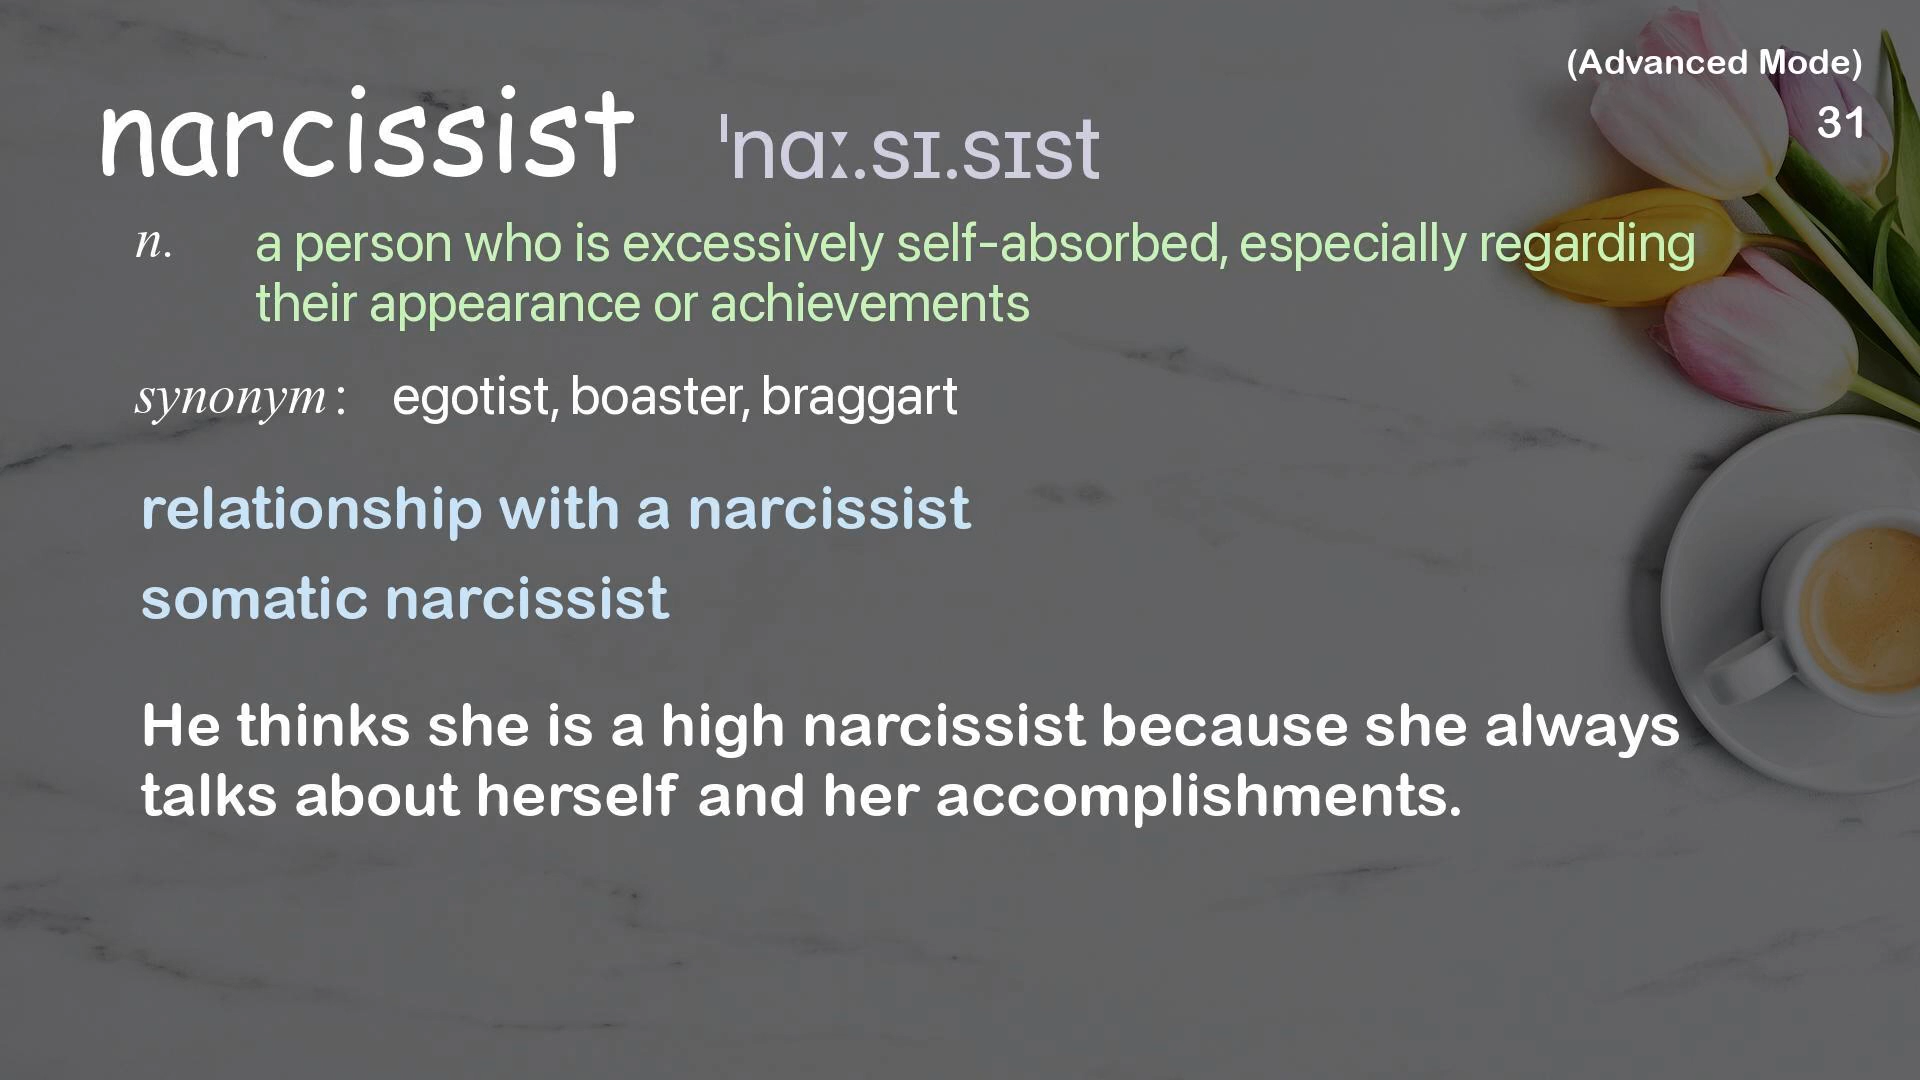 (Advanced Mode)
31
narcissist ˈnɑː.sɪ.sɪst
n. a person who is excessively self-absorbed, especially regarding
their appearance or achievements
synonym: egotist, boaster, braggart
relationship with a narcissist
somatic narcissist
He thinks she is a high narcissist because she always
talks about herself and her accomplishments.